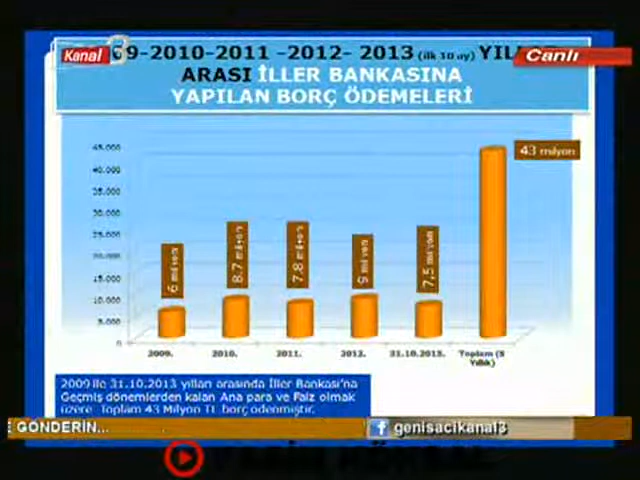 Kanal 3
Canlı
09-2010-2011 -2012- 2013 (ilk 10 ay)
ARASI İLLER BANKASINA
YAPILAN BORÇ ÖDEMELERİ
45.000
40.000
35.000
30.000
25.000
20.000
15.000
10.000
5.000
0
6 milyon
8.7 milyon
7.8 milyon
9 milyon
7,5 milyon
43 milyon
2009.
2010.
2011.
2012.
31.10.2013.
Toplam (5
Yıllık)
2009 ile 31.10.2013 yılları arasında İller Bankası'na
Geçmiş dönemlerden kalan Ana para ve Faiz olmak
üzere Toplam 43 Milyon TL borç ödenmiştir.
E GÖNDERİN...
f genisacikanal3